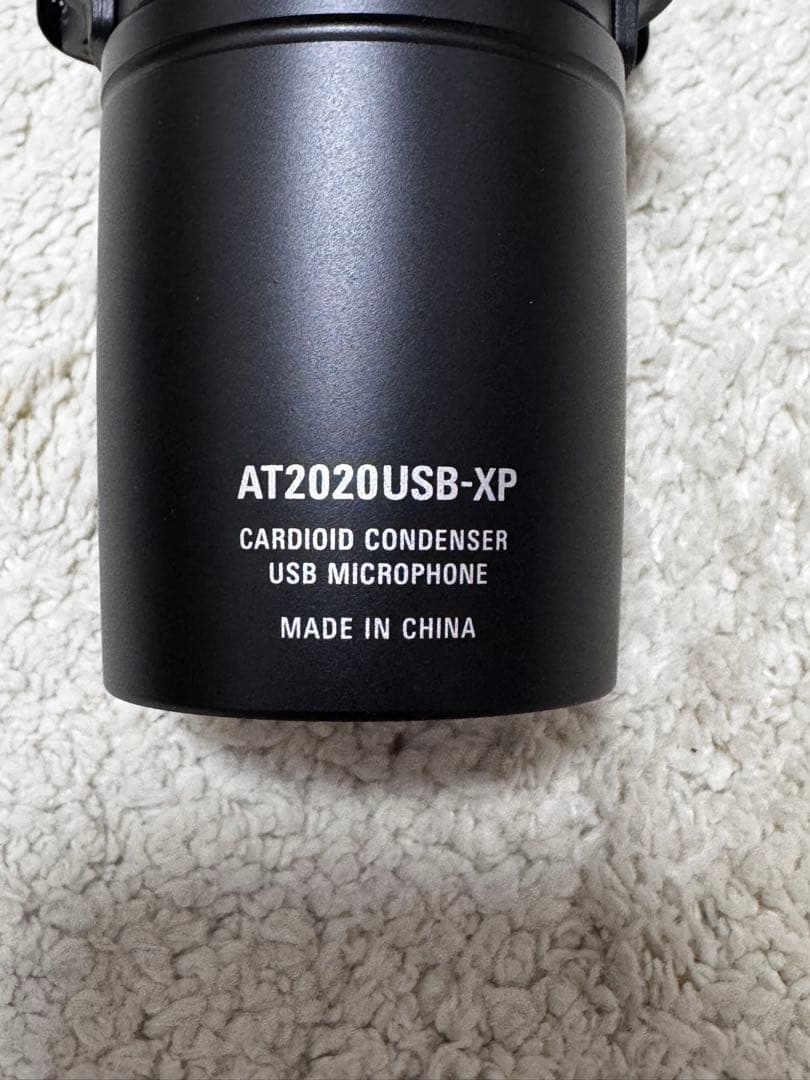 AT2020USB-XP
CARDIOID CONDENSER
USB MICROPHONE
MADE IN CHINA